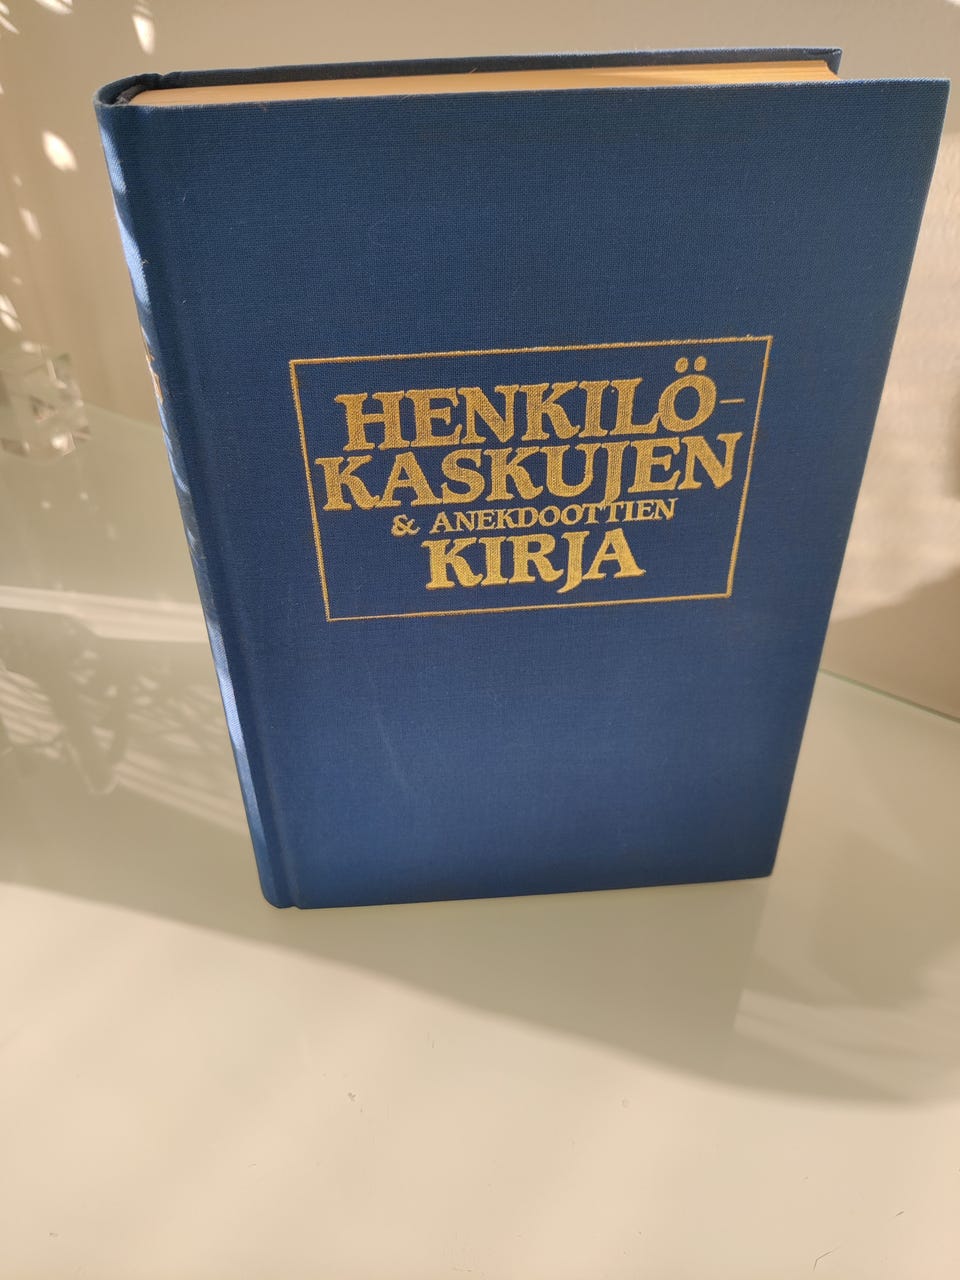 HENKILÖ-
KASKUJEN
& ANEKDOOTTIEN
KIRJA